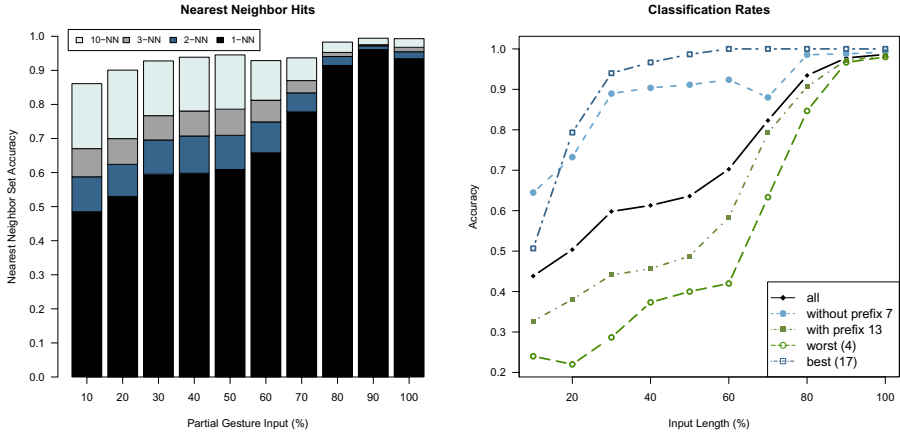 Nearest Neighbor Hits
10−NN 3−NN 2−NN 1−NN
Nearest Neighbor Set Accuracy
1.0
0.9
0.8
0.7
0.6
0.5
0.4
0.3
0.2
0.1
0.0
10 20 30 40 50 60 70 80 90 100
Partial Gesture Input (%)
Classification Rates
Accuracy
1.0
0.9
0.8
0.7
0.6
0.5
0.4
0.3
0.2
all
without prefix 7
with prefix 13
worst (4)
best (17)
20 40 60 80 100
Input Length (%)